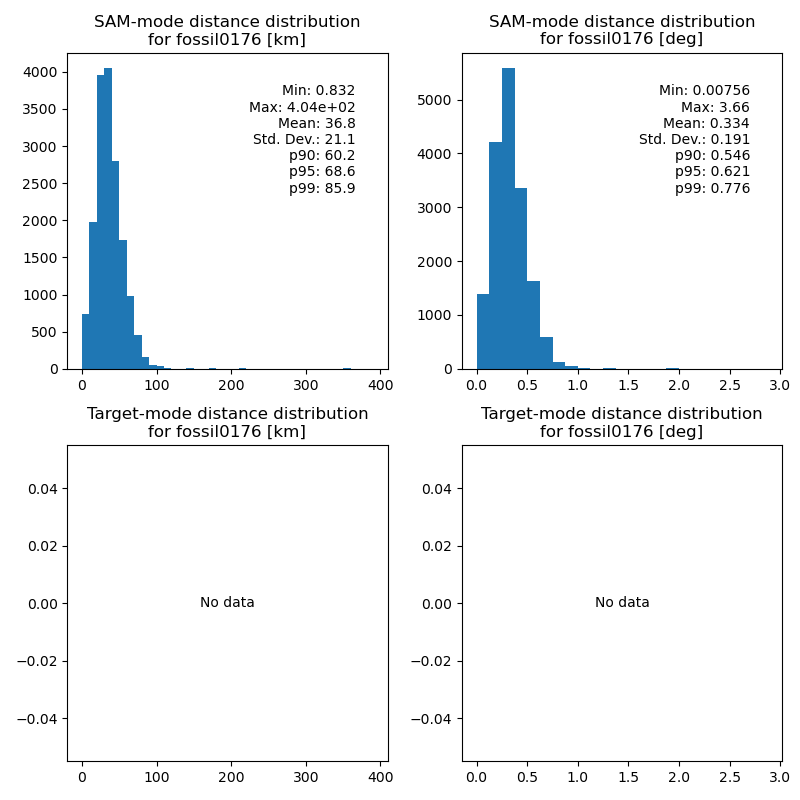 SAM-mode distance distribution
for fossil0176 [km]
Min: 0.832
Max: 4.04e+02
Mean: 36.8
Std. Dev.: 21.1
p90: 60.2
p95: 68.6
p99: 85.9
4000
3500
3000
2500
2000
1500
1000
500
0
0 100 200 300 400
SAM-mode distance distribution
for fossil0176 [deg]
Min: 0.00756
Max: 3.66
Mean: 0.334
Std. Dev.: 0.191
p90: 0.546
p95: 0.621
p99: 0.776
5000
4000
3000
2000
1000
0
0.0 0.5 1.0 1.5 2.0 2.5 3.0
Target-mode distance distribution
for fossil0176 [km]
0.04
0.02
0.00
−0.02
−0.04
No data
0 100 200 300 400
Target-mode distance distribution
for fossil0176 [deg]
0.04
0.02
0.00
−0.02
−0.04
No data
0.0 0.5 1.0 1.5 2.0 2.5 3.0